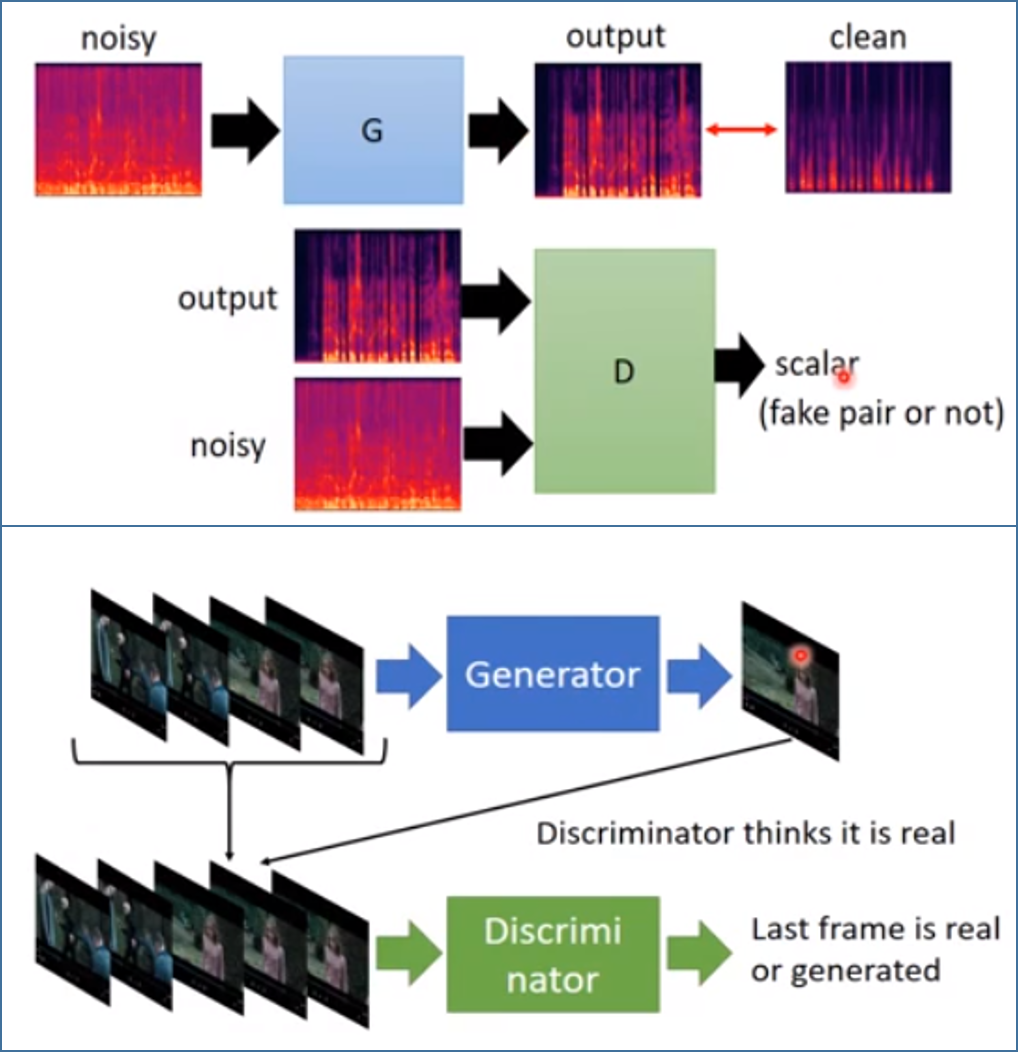 noisy
output
clean
G
output
noisy
D
scalar
(fake pair or not)
Generator
Discriminator thinks it is real
Discrimi
nator
Last frame is real
or generated